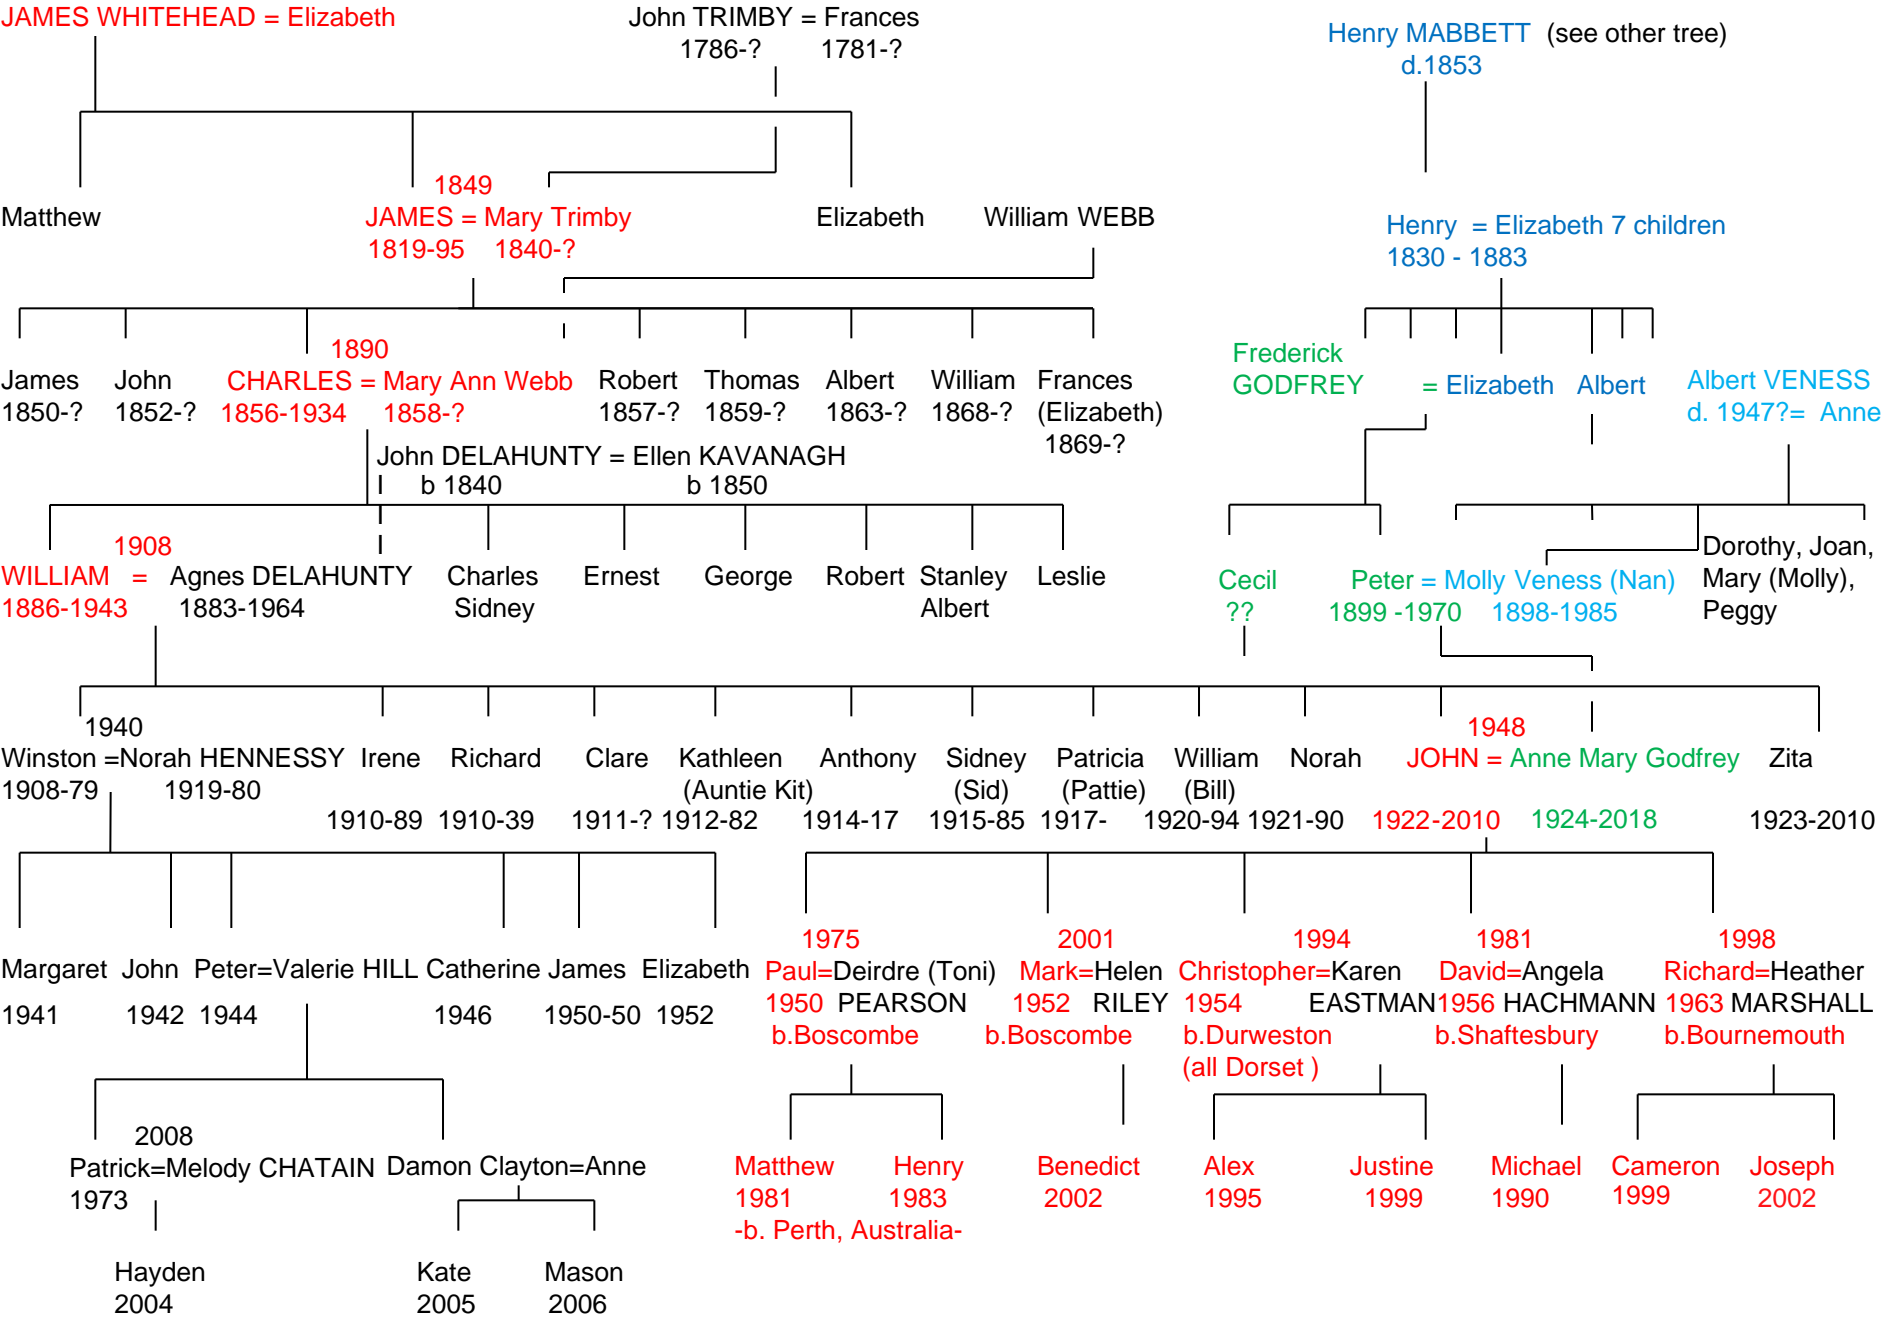 JAMES WHITEHEAD = Elizabeth
John TRIMBY = Frances
1786-? 1781-?
Henry MABBETT (see other tree)
d.1853
1849
Matthew
JAMES = Mary Trimby
1819-95 1840-?
Elizabeth
William WEBB
Henry = Elizabeth 7 children
1830 - 1883
1890
James
1850-?
John
1852-?
CHARLES = Mary Ann Webb
1856-1934 1858-?
Robert
1857-?
Thomas
1859-?
Albert
1863-?
William
1868-?
Frances
(Elizabeth)
1869-?
Frederick
GODFREY
= Elizabeth
Albert
Albert VENESS
d. 1947?= Anne
John DELAHUNTY = Ellen KAVANAGH
b 1840 b 1850
1908
WILLIAM = Agnes DELAHUNTY
1886-1943 1883-1964
Charles
Sidney
Ernest
George
Robert
Stanley
Albert
Leslie
Cecil
??
Peter = Molly Veness (Nan)
1899 -1970 1898-1985
Dorothy, Joan,
Mary (Molly),
Peggy
1940
Winston =Norah HENNESSY
1908-79 1919-80
Irene
1910-89
Richard
1910-39
Clare
1911-?
Kathleen
(Auntie Kit)
1912-82
Anthony
1914-17
Sidney
(Sid)
1915-85
Patricia
(Pattie)
1917-
William
(Bill)
1920-94
Norah
1921-90
1948
JOHN = Anne Mary Godfrey
1922-2010 1924-2018
Zita
1923-2010
Margaret
1941
John
1942
Peter=Valerie HILL
1944
Catherine
1946
James
1950-50
Elizabeth
1952
1975
Paul=Deirdre (Toni)
1950 PEARSON
b.Boscombe
2001
Mark=Helen
1952 RILEY
b.Boscombe
1994
Christopher=Karen
1954 EASTMAN
b.Durweston
(all Dorset )
1981
David=Angela
1956 HACHMANN
b.Shaftesbury
1998
Richard=Heather
1963 MARSHALL
b.Bournemouth
2008
Patrick=Melody CHATAIN
1973
Damon Clayton=Anne
Matthew
1981
Henry
1983
-b. Perth, Australia-
Benedict
2002
Alex
1995
Justine
1999
Michael
1990
Cameron
1999
Joseph
2002
Hayden
2004
Kate
2005
Mason
2006